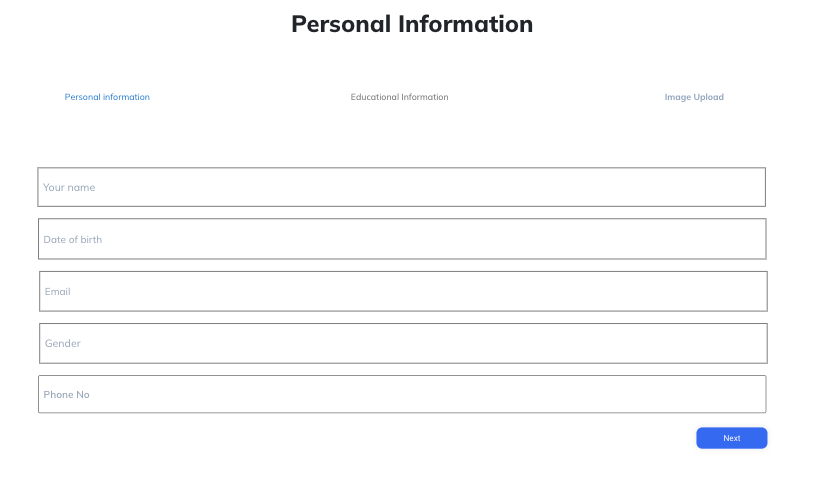 Personal Information
Personal information Educational Information Image Upload
Your name
Date of birth
Email
Gender
Phone No
Next